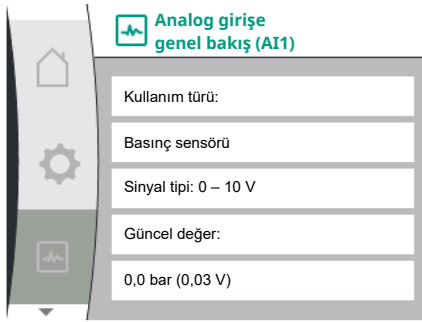 Analog girişe
genel bakış (AI1)
Kullanım türü:
Basınç sensörü
Sinyal tipi: 0 – 10 V
Güncel değer:
0,0 bar (0,03 V)